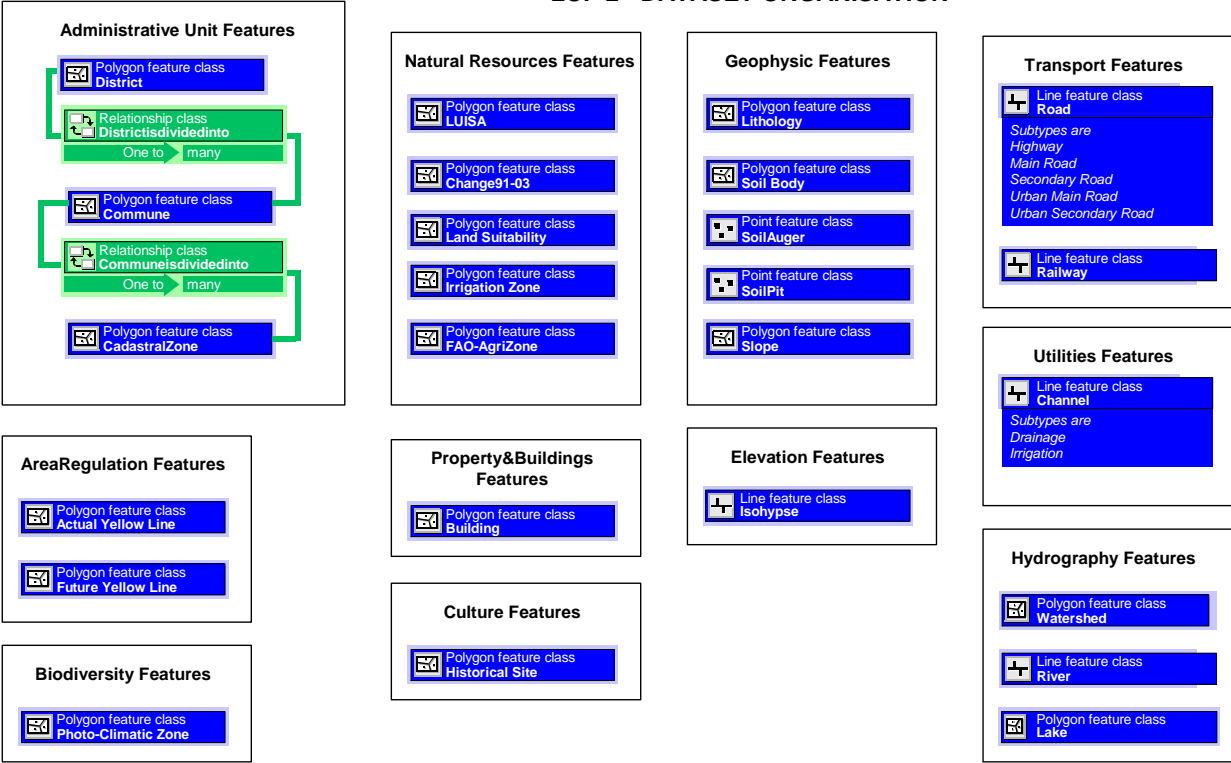 Administrative Unit Features
Polygon feature class
District
Relationship class
Districtisdividedinto
One to many
Polygon feature class
Commune
Relationship class
Communeisdividedinto
One to many
Polygon feature class
CadastralZone
Natural Resources Features
Polygon feature class
LUISA
Polygon feature class
Change91-03
Polygon feature class
Land Suitability
Polygon feature class
Irrigation Zone
Polygon feature class
FAO-AgriZone
Geophysic Features
Polygon feature class
Lithology
Polygon feature class
Soil Body
Point feature class
SoilAuger
Point feature class
SoilPit
Polygon feature class
Slope
Transport Features
Line feature class
Road
Subtypes are
Highway
Main Road
Secondary Road
Urban Main Road
Urban Secondary Road
Line feature class
Railway
Utilities Features
Line feature class
Channel
Subtypes are
Drainage
Irrigation
AreaRegulation Features
Polygon feature class
Actual Yellow Line
Polygon feature class
Future Yellow Line
Property&Buildings
Features
Polygon feature class
Building
Elevation Features
Line feature class
Isohypse
Hydrography Features
Polygon feature class
Watershed
Line feature class
River
Polygon feature class
Lake
Culture Features
Polygon feature class
Historical Site
Biodiversity Features
Polygon feature class
Photo-Climatic Zone